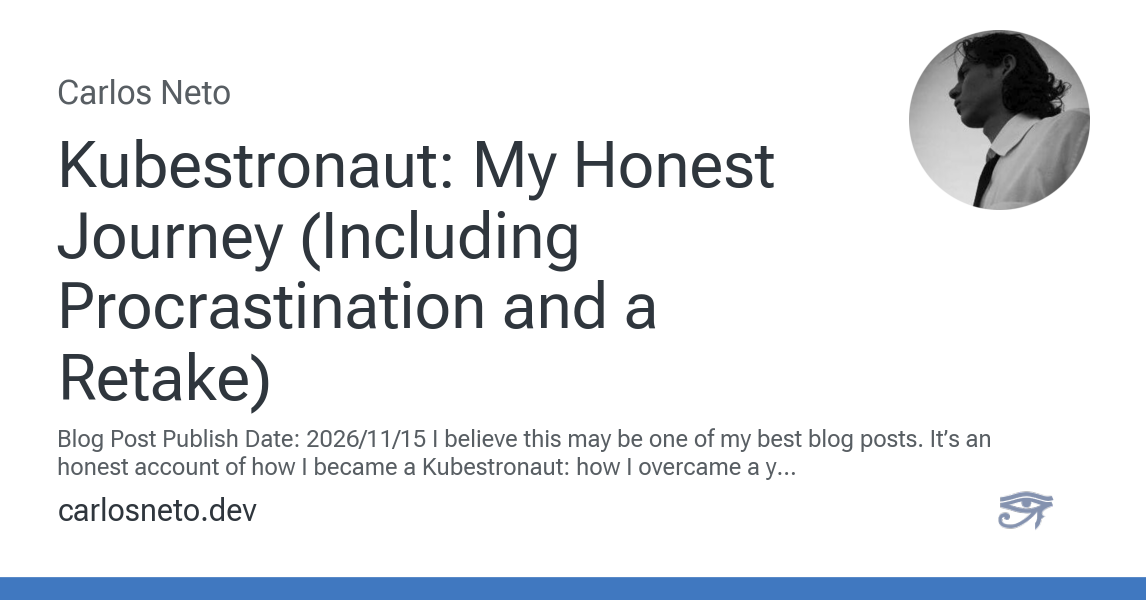 Carlos Neto
Kubestronaut: My Honest
Journey (Including
Procrastination and a
Retake)
Blog Post Publish Date: 2026/11/15 I believe this may be one of my best blog posts. It’s an
honest account of how I became a Kubestronaut: how I overcame a y...
carlosneto.dev